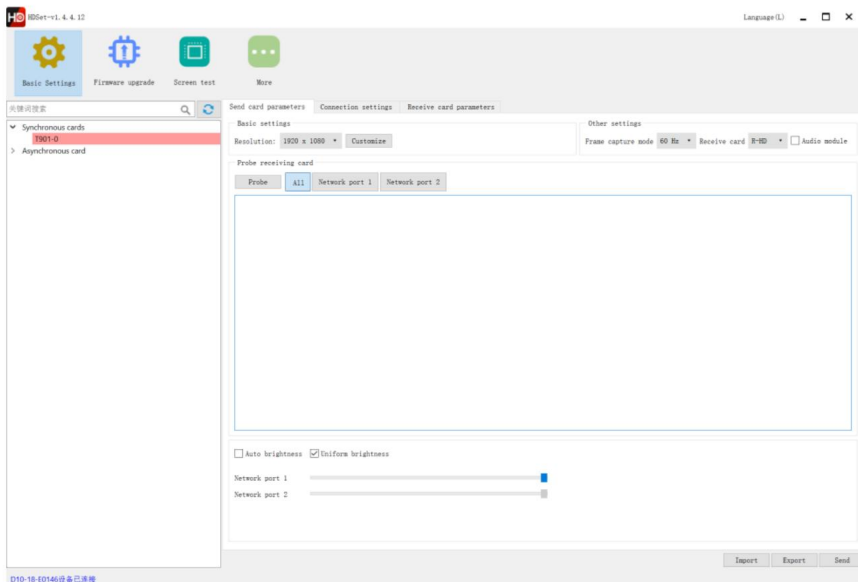 HD HDSet-v1.4.4.12 Language(L)
Basic Settings Firmware upgrade Screen test More
关键词搜索
Synchronous cards
T901-0
Asynchronous card
Send card parameters Connection settings Receive card parameters
Basic settings
Resolution: 1920 x 1080 Customize
Other settings
Frame capture mode 60 Hz Receive card R-HD Audio module
Probe receiving card
Probe All Network port 1 Network port 2
Auto brightness Uniform brightness
Network port 1
Network port 2
Import Export Send
D10-18-E0146设备已连接